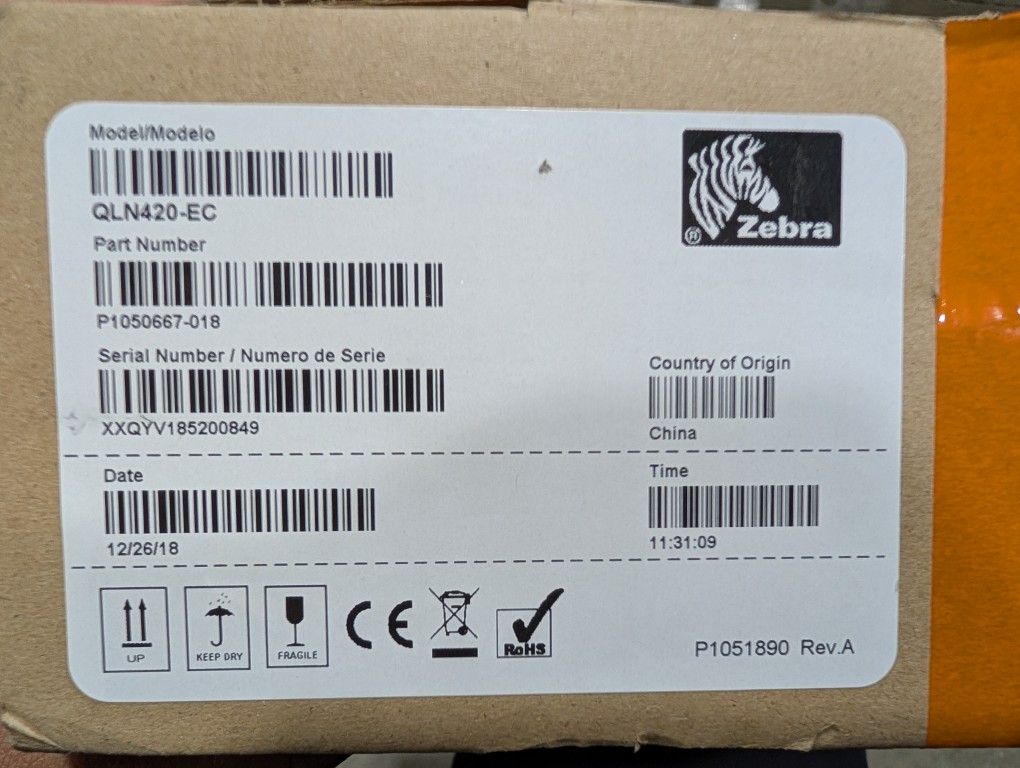 Model/Modelo
QLN420-EC
Part Number
P1050667-018
Serial Number / Numero de Serie
XXQYV185200849
® Zebra
Country of Origin
China
Date
12/26/18
Time
11:31:09
UP
KEEP DRY
FRAGILE
CE
RoHS
P1051890 Rev.A